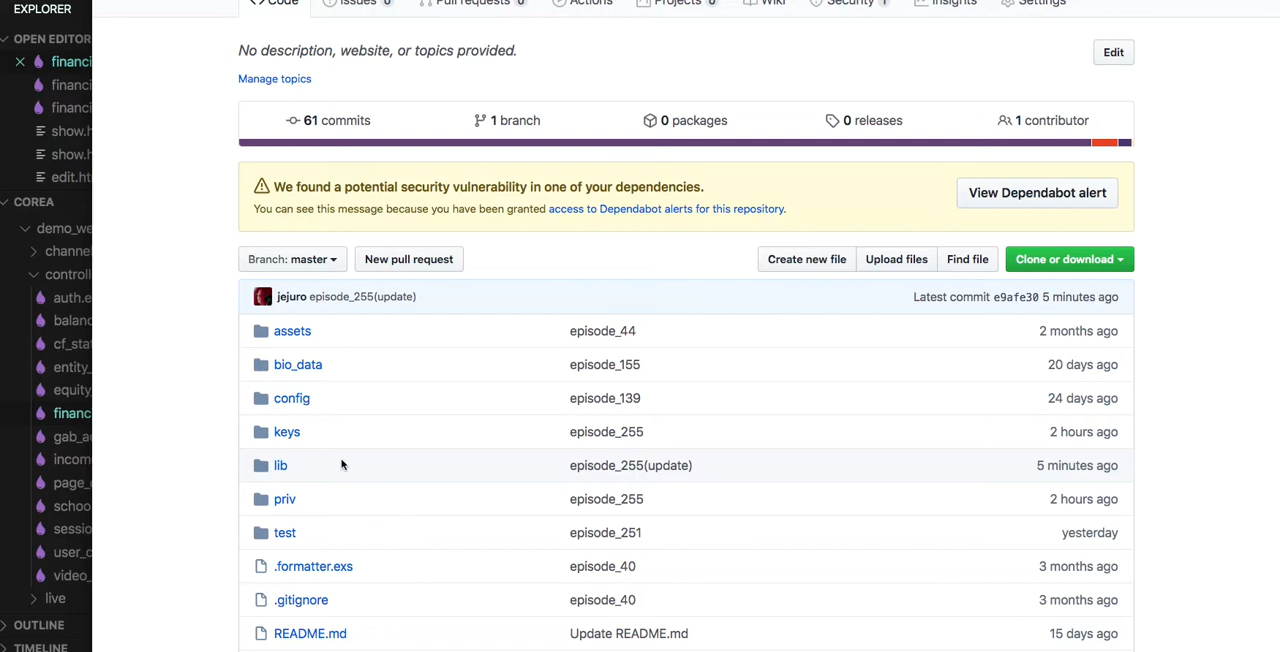 EXPLORER
OPEN EDITOR
financi
financi
financi
show.h
show.h
edit.ht
COREA
demo_we
channel
controll
auth.e
balanc
cf_stat
entity_
equity_
financ
gab_ac
incom
page_c
schoo
sessio
user_c
video_
live
OUTLINE
TIMELINE
Code
Issues 0
Pull requests 0
Actions
Projects 0
Wiki
Security 1
Insights
Settings
No description, website, or topics provided.
Edit
Manage topics
61 commits
1 branch
0 packages
0 releases
1 contributor
We found a potential security vulnerability in one of your dependencies.
You can see this message because you have been granted access to Dependabot alerts for this repository.
View Dependabot alert
Branch: master
New pull request
Create new file
Upload files
Find file
Clone or download
jejuro episode_255(update) Latest commit e9afe30 5 minutes ago
assets episode_44 2 months ago
bio_data episode_155 20 days ago
config episode_139 24 days ago
keys episode_255 2 hours ago
lib episode_255(update) 5 minutes ago
priv episode_255 2 hours ago
test episode_251 yesterday
.formatter.exs episode_40 3 months ago
.gitignore episode_40 3 months ago
README.md Update README.md 15 days ago